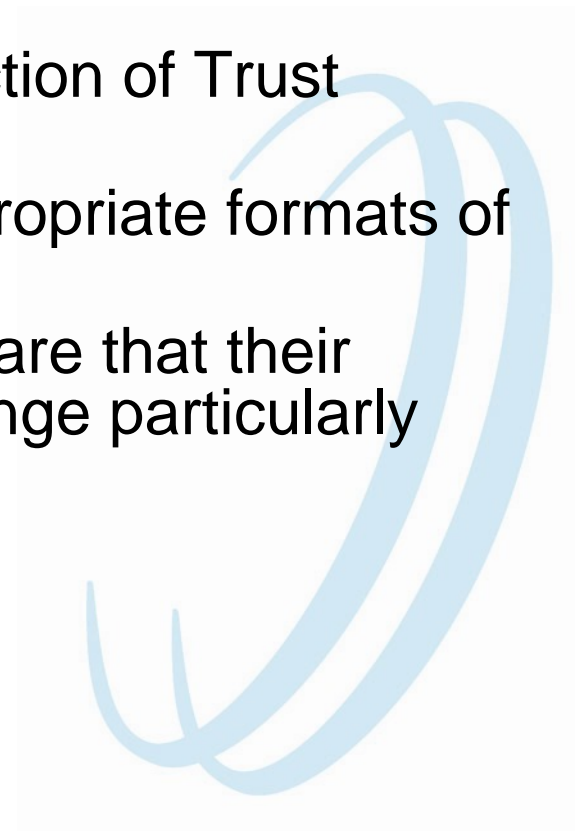 tion of Trust
ropriate formats of
are that their
nge particularly